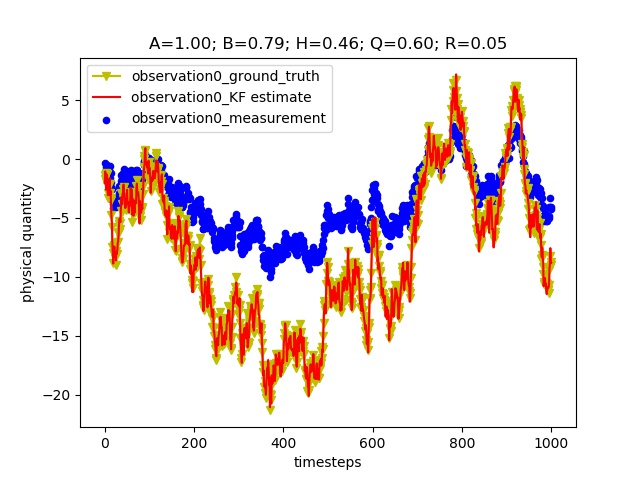 A=1.00; B=0.79; H=0.46; Q=0.60; R=0.05
observation0_ground_truth
observation0_KF estimate
observation0_measurement
5
0
−5
−10
−15
−20
physical quantity
0 200 400 600 800 1000
timesteps